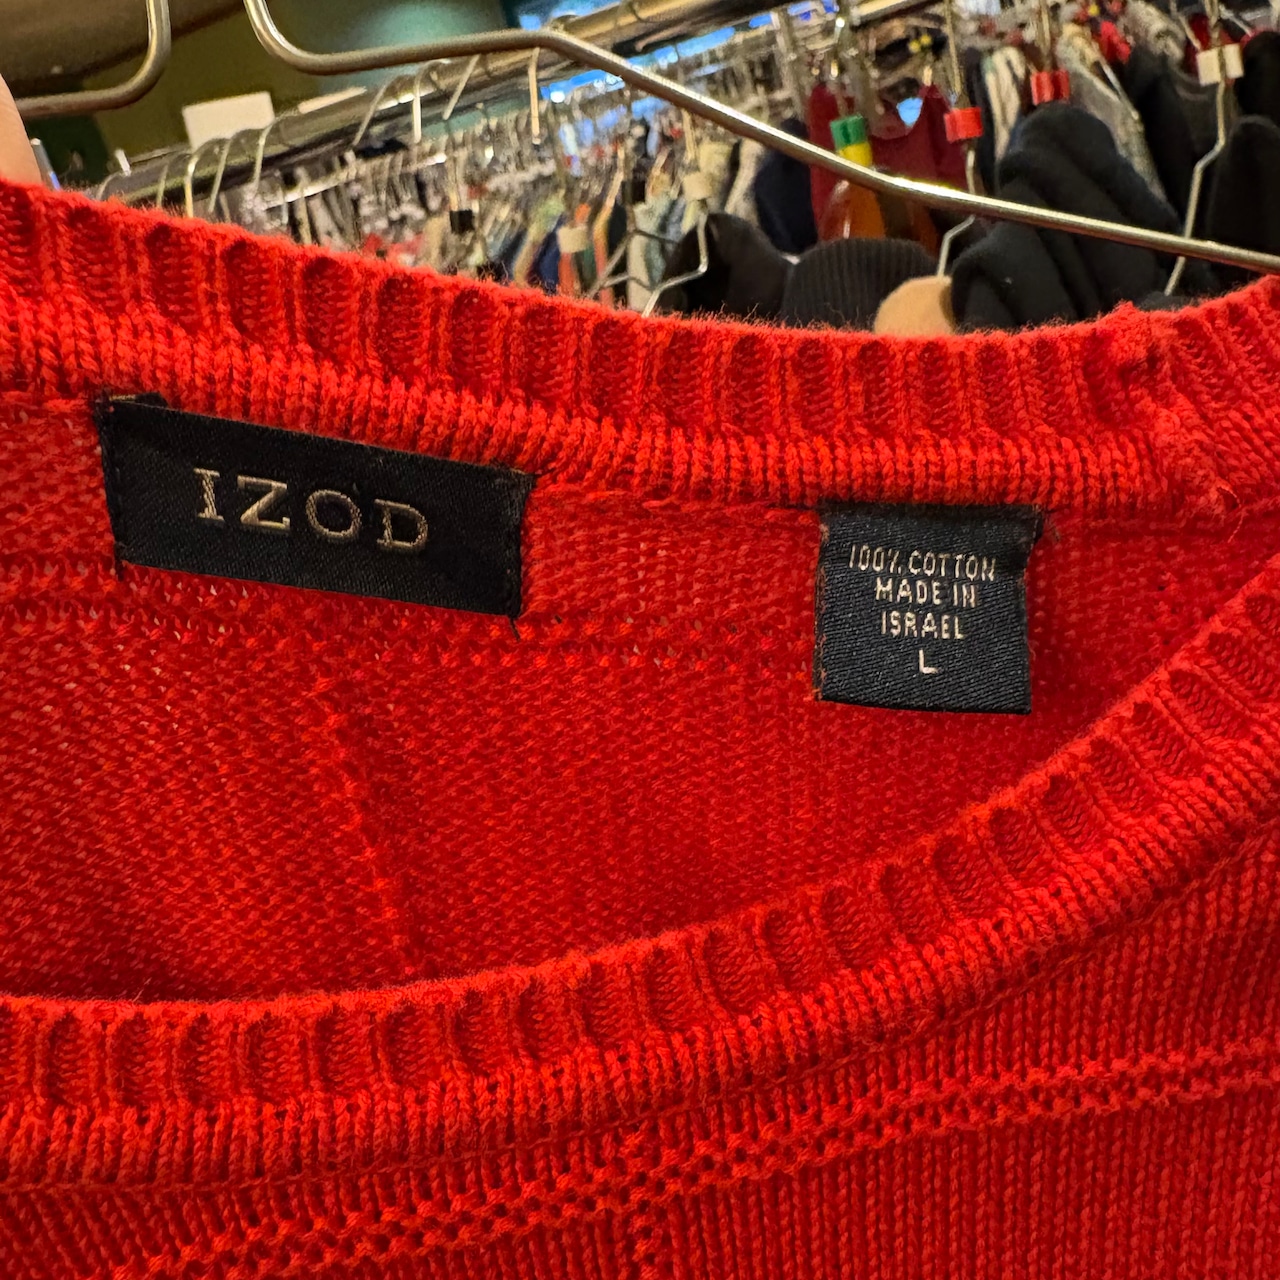 IZOD
100% COTTON
MADE IN
ISRAEL
L